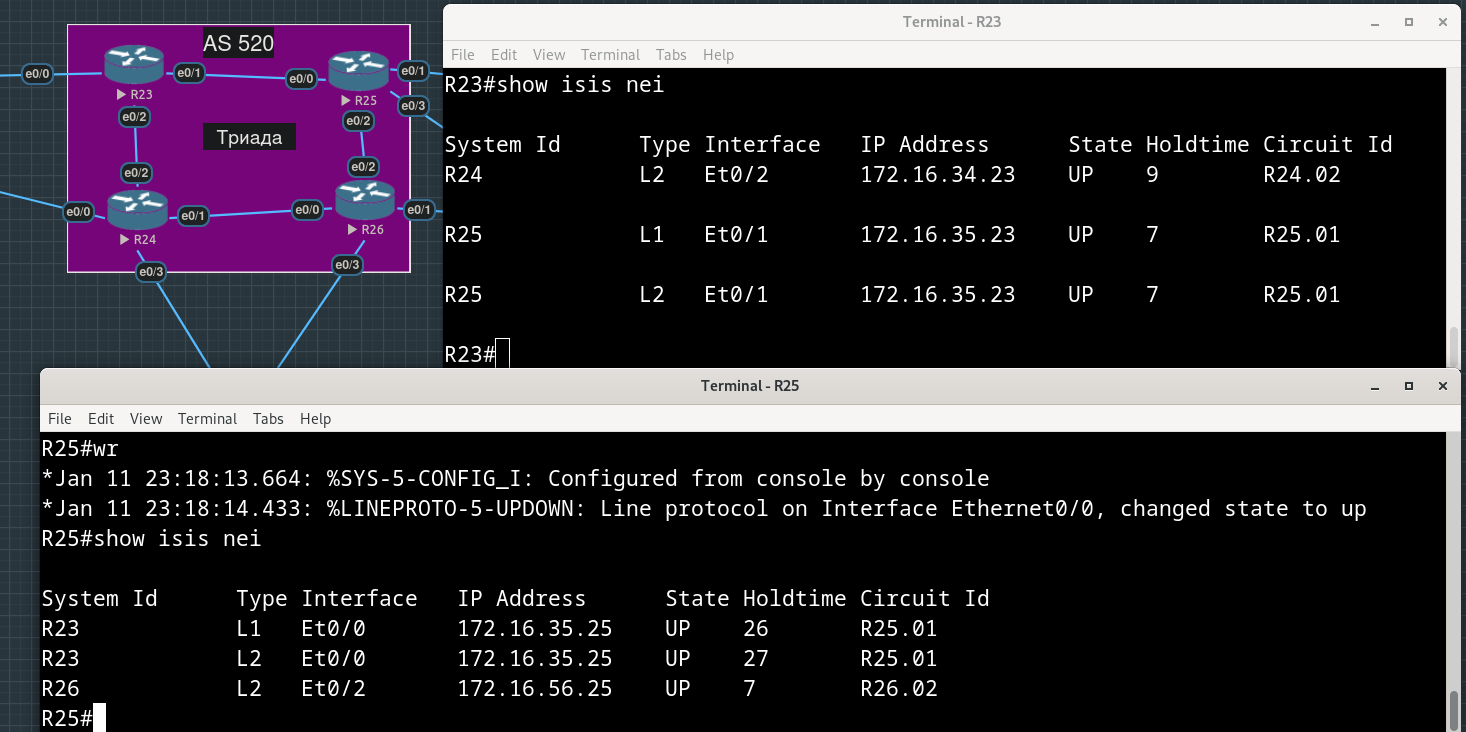 AS 520
e0/0
R23
e0/1
e0/0
R25
e0/1
e0/3
e0/2
e0/2
Триада
e0/2
e0/2
e0/0
R24
e0/1
e0/0
R26
e0/1
e0/3
e0/3
Terminal - R23
File Edit View Terminal Tabs Help
R23#show isis nei
System Id Type Interface IP Address State Holdtime Circuit Id
R24 L2 Et0/2 172.16.34.23 UP 9 R24.02
R25 L1 Et0/1 172.16.35.23 UP 7 R25.01
R25 L2 Et0/1 172.16.35.23 UP 7 R25.01
R23#
Terminal - R25
File Edit View Terminal Tabs Help
R25#wr
*Jan 11 23:18:13.664: %SYS-5-CONFIG_I: Configured from console by console
*Jan 11 23:18:14.433: %LINEPROTO-5-UPDOWN: Line protocol on Interface Ethernet0/0, changed state to up
R25#show isis nei
System Id Type Interface IP Address State Holdtime Circuit Id
R23 L1 Et0/0 172.16.35.25 UP 26 R25.01
R23 L2 Et0/0 172.16.35.25 UP 27 R25.01
R26 L2 Et0/2 172.16.56.25 UP 7 R26.02
R25#